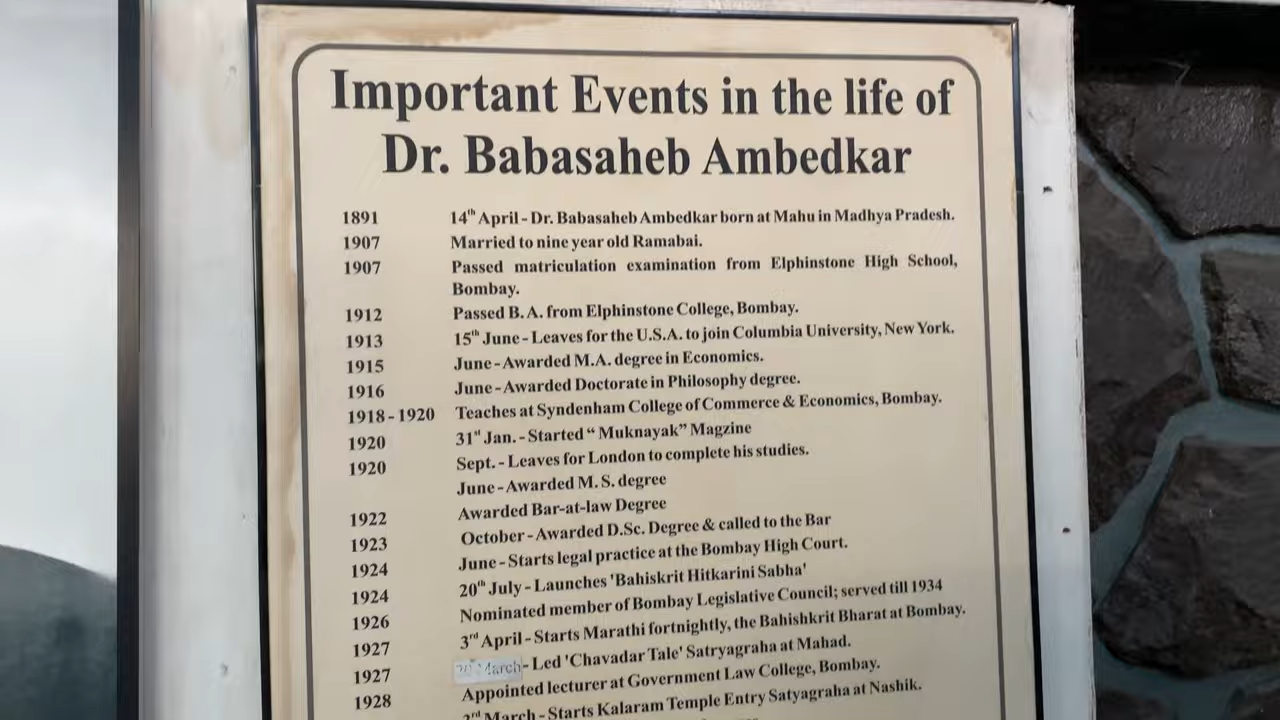 Important Events in the life of
Dr. Babasaheb Ambedkar
1891 14th April - Dr. Babasaheb Ambedkar born at Mahu in Madhya Pradesh.
1907 Married to nine year old Ramabai.
1907 Passed matriculation examination from Elphinstone High School,
Bombay.
1912 Passed B. A. from Elphinstone College, Bombay.
1913 15th June - Leaves for the U.S.A. to join Columbia University, New York.
1915 June - Awarded M.A. degree in Economics.
1916 June - Awarded Doctorate in Philosophy degree.
1918 - 1920 Teaches at Syndenham College of Commerce & Economics, Bombay.
1920 31st Jan. - Started “ Muknayak” Magzine
1920 Sept. - Leaves for London to complete his studies.
June - Awarded M. S. degree
1922 Awarded Bar-at-law Degree
1923 October - Awarded D.Sc. Degree & called to the Bar
1924 June - Starts legal practice at the Bombay High Court.
1924 20th July - Launches 'Bahiskrit Hitkarini Sabha'
1926 Nominated member of Bombay Legislative Council; served till 1934
1927 3rd April - Starts Marathi fortnightly, the Bahishkrit Bharat at Bombay.
1927 March - Led 'Chavadar Tale' Satryagraha at Mahad.
1928 Appointed lecturer at Government Law College, Bombay.
March - Starts Kalaram Temple Entry Satyagraha at Nashik.